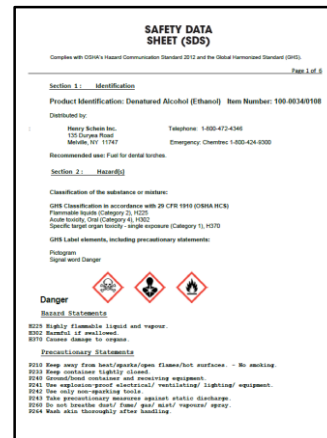 SAFETY DATA
SHEET (SDS)
Complies with OSHA's Hazard Communication Standard 2012 and the Global Harmonized Standard (GHS).
Page 1 of 6
Section 1: Identification
Product Identification: Denatured Alcohol (Ethanol) Item Number: 100-0034/0108
Distributed by:
Henry Schein Inc. Telephone: 1-800-472-4346
135 Duryea Road
Melville, NY 11747 Emergency: Chemtrec 1-800-424-9300
Recommended use: Fuel for dental torches.
Section 2: Hazard(s)
Classification of the substance or mixture:
GHS Classification in accordance with 29 CFR 1910 (OSHA HCS)
Flammable liquids (Category 2), H225
Acute toxicity, Oral (Category 4), H302
Specific target organ toxicity - single exposure (Category 1), H370
GHS Label elements, including precautionary statements:
Pictogram
Signal word Danger
Danger
Hazard Statements
H225 Highly flammable liquid and vapour.
H302 Harmful if swallowed.
H370 Causes damage to organs.
Precautionary Statements
P210 Keep away from heat/sparks/open flames/hot surfaces. - No smoking.
P233 Keep container tightly closed.
P240 Ground/bond container and receiving equipment.
P241 Use explosion-proof electrical/ ventilating/ lighting/ equipment.
P242 Use only non-sparking tools.
P243 Take precautionary measures against static discharge.
P260 Do not breathe dust/ fume/ gas/ mist/ vapours/ spray.
P264 Wash skin thoroughly after handling.